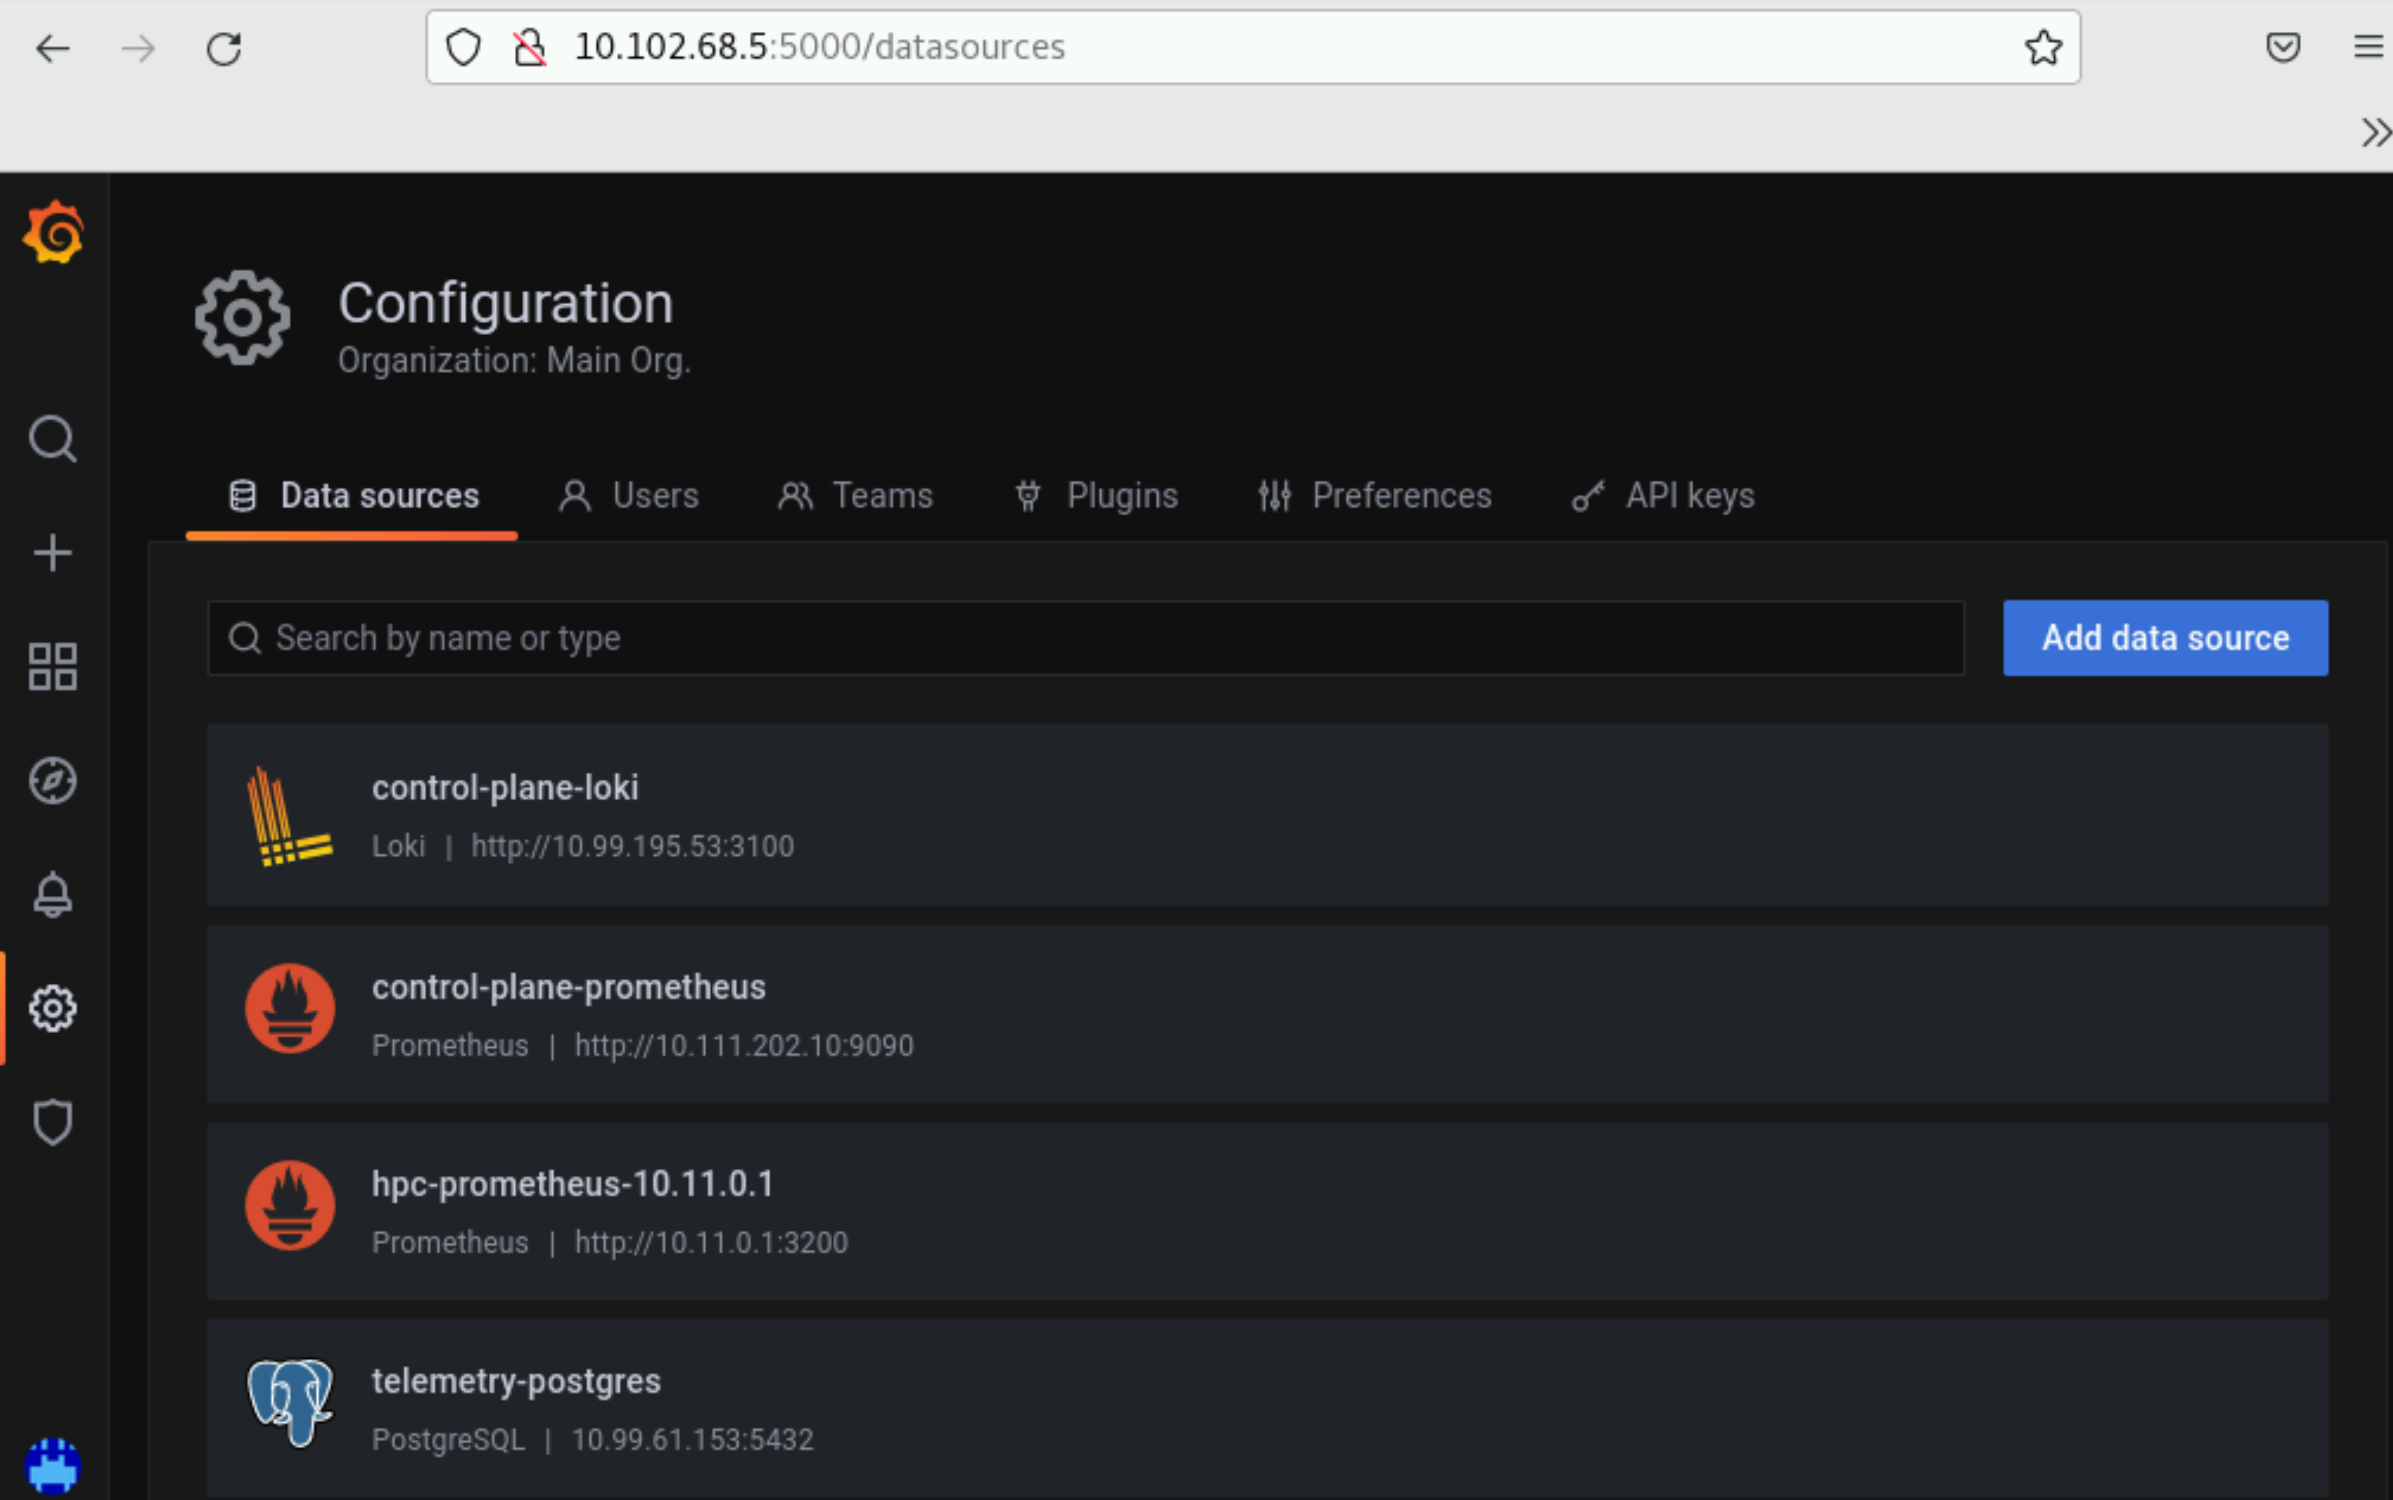 10.102.68.5:5000/datasources
Configuration
Organization: Main Org.
Data sources Users Teams Plugins Preferences API keys
Search by name or type Add data source
control-plane-loki
Loki | http://10.99.195.53:3100
control-plane-prometheus
Prometheus | http://10.111.202.10:9090
hpc-prometheus-10.11.0.1
Prometheus | http://10.11.0.1:3200
telemetry-postgres
PostgreSQL | 10.99.61.153:5432